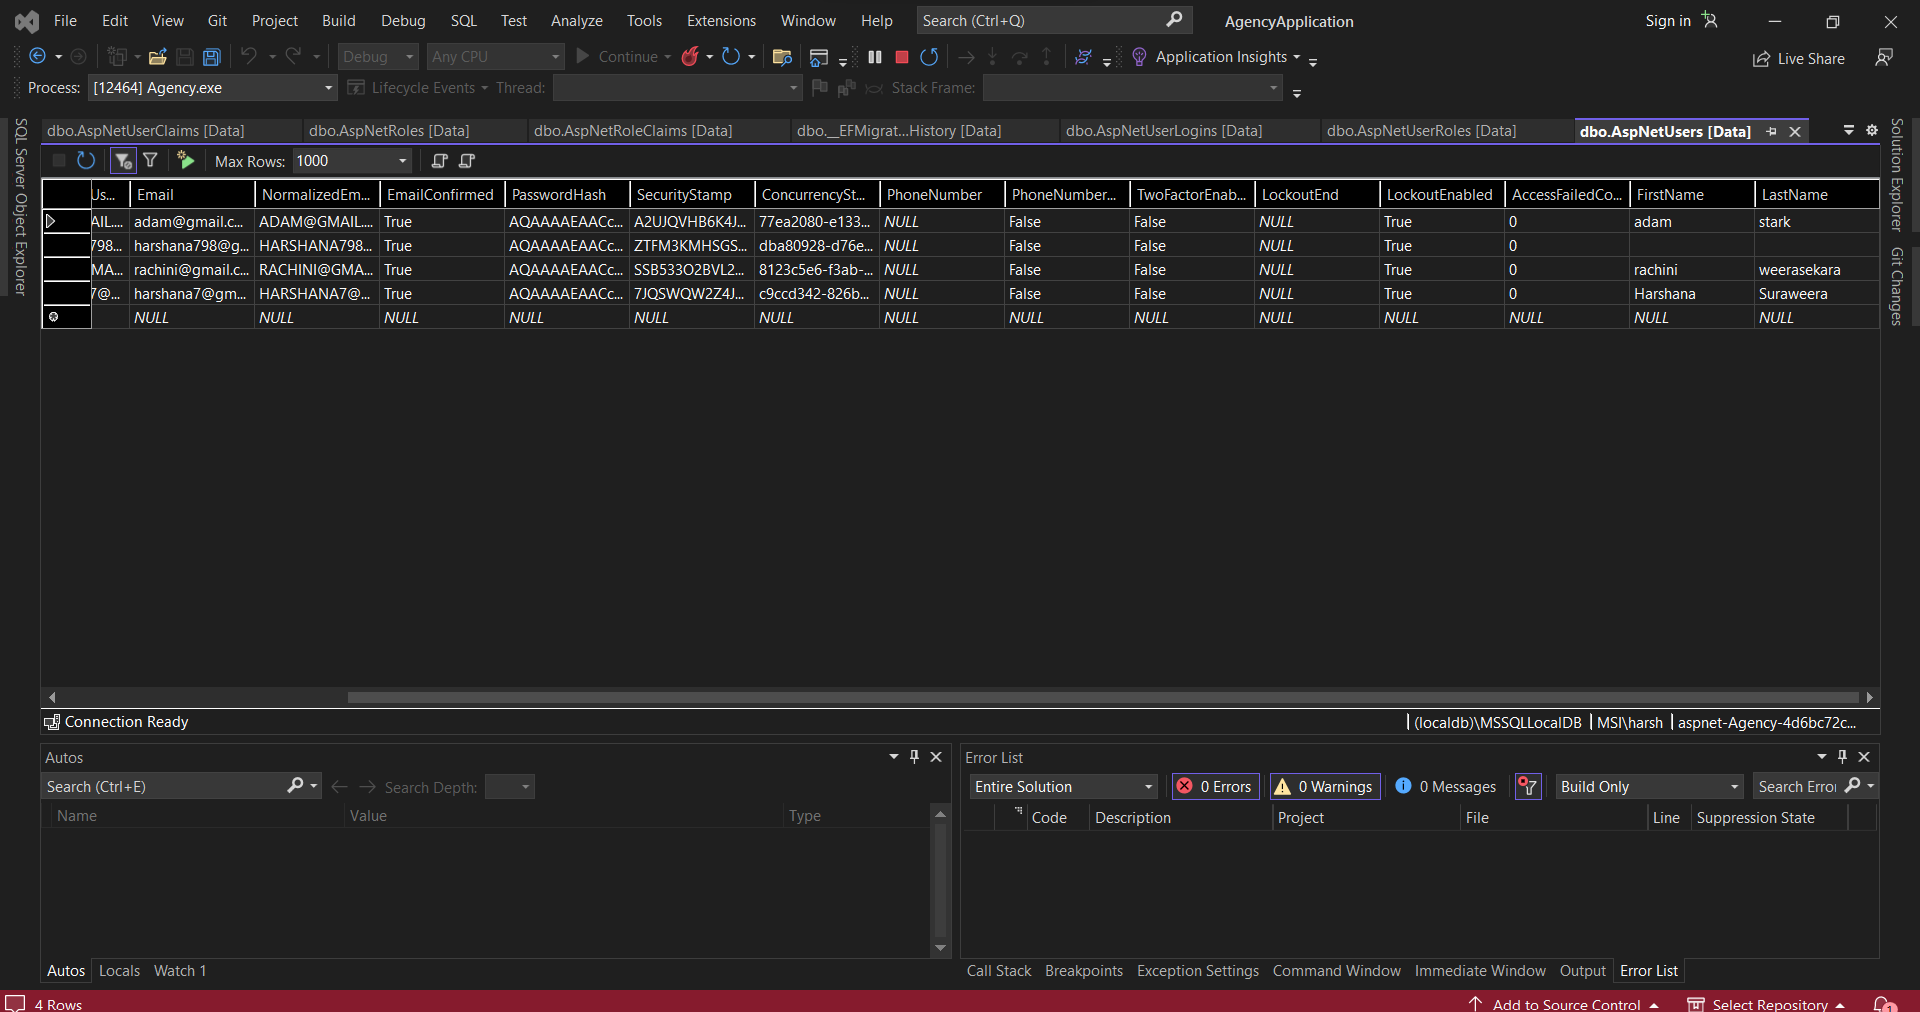 File Edit View Git Project Build Debug SQL Test Analyze Tools Extensions Window Help Search (Ctrl+Q) AgencyApplication Sign in
Debug Any CPU Continue Application Insights Live Share
Process: [12464] Agency.exe Lifecycle Events Thread: Stack Frame:
SQL Server Object Explorer
dbo.AspNetUserClaims [Data] dbo.AspNetRoles [Data] dbo.AspNetRoleClaims [Data] dbo.__EFMigrat...History [Data] dbo.AspNetUserLogins [Data] dbo.AspNetUserRoles [Data] dbo.AspNetUsers [Data]
Solution Explorer
Git Changes
Max Rows: 1000
Us... Email NormalizedEm... EmailConfirmed PasswordHash SecurityStamp ConcurrencySt... PhoneNumber PhoneNumber... TwoFactorEnab... LockoutEnd LockoutEnabled AccessFailedCo... FirstName LastName
AIL.... adam@gmail.c... ADAM@GMAIL.... True AQAAAAEAACc... A2UJQVHB6K4J... 77ea2080-e133... NULL False False NULL True 0 adam stark
798... harshana798@g... HARSHANA798... True AQAAAAEAACc... ZTFM3KMHSGS... dba80928-d76e... NULL False False NULL True 0
MA... rachini@gmail.c... RACHINI@GMA... True AQAAAAEAACc... SSB533O2BVL2... 8123c5e6-f3ab-... NULL False False NULL True 0 rachini weerasekara
7@... harshana7@gm... HARSHANA7@... True AQAAAAEAACc... 7JQSWQW2Z4J... c9ccd342-826b... NULL False False NULL True 0 Harshana Suraweera
NULL NULL NULL NULL NULL NULL NULL NULL NULL NULL NULL NULL NULL NULL
Connection Ready (localdb)\MSSQLLocalDB MSI\harsh aspnet-Agency-4d6bc72c...
Autos
Search (Ctrl+E) Search Depth:
Name Value Type
Autos Locals Watch 1
Error List
Entire Solution 0 Errors 0 Warnings 0 Messages Build Only Search Error
Code Description Project File Line Suppression State
Call Stack Breakpoints Exception Settings Command Window Immediate Window Output Error List
4 Rows Add to Source Control Select Repository 1